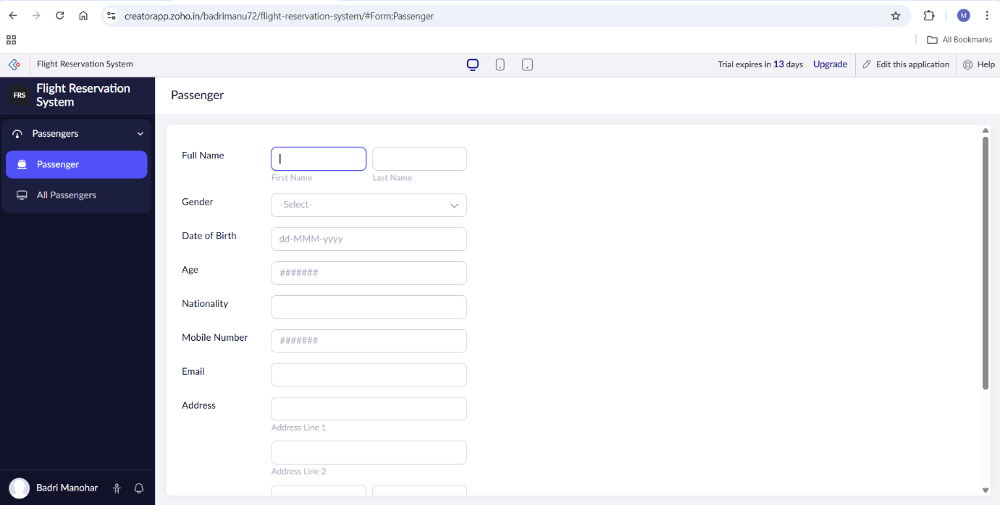 creatorapp.zoho.in/badrimanu72/flight-reservation-system/#Form:Passenger
M
All Bookmarks
Flight Reservation System
Trial expires in 13 days
Upgrade
Edit this application
Help
FRS
Flight Reservation
System
Passengers
Passenger
All Passengers
Badri Manohar
Passenger
Full Name
First Name
Last Name
Gender
-Select-
Date of Birth
dd-MMM-yyyy
Age
#######
Nationality
Mobile Number
#######
Email
Address
Address Line 1
Address Line 2